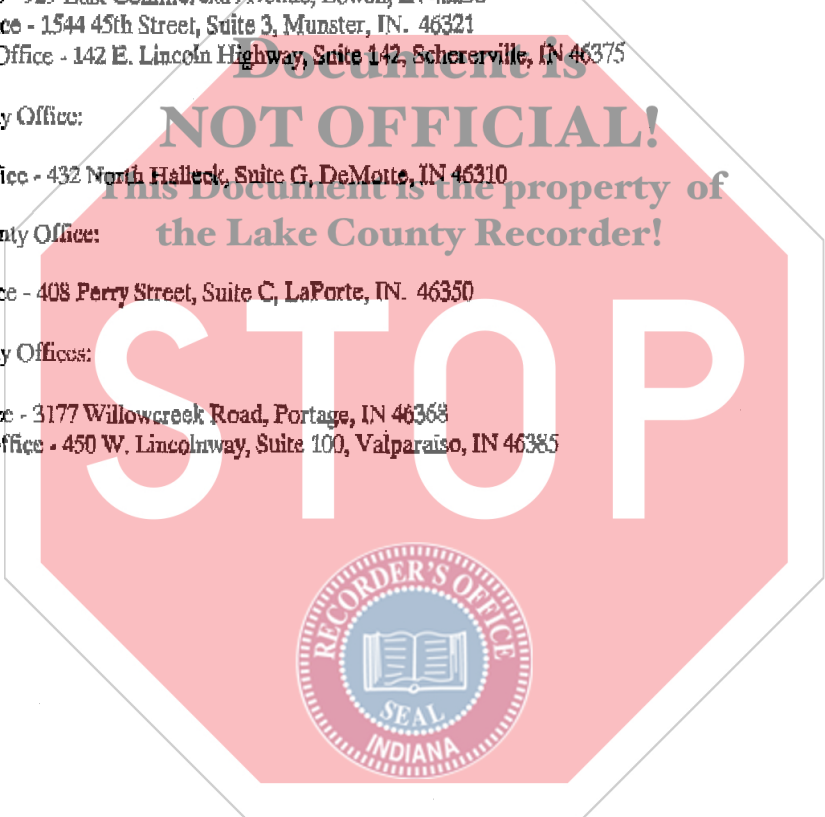 ce - 1544 45th Street, Suite 3, Munster, IN. 46321
Office - 142 E. Lincoln Highway, Suite 142, Schererville, IN 46375
Document is
y Office:
NOT OFFICIAL!
ice - 432 North Halleck, Suite G, DeMotte, IN 46310
This Document is the property of
nty Office:
the Lake County Recorder!
ce - 408 Perry Street, Suite C, LaPorte, IN. 46350
STOP
y Offices:
e - 3177 Willowcreek Road, Portage, IN 46368
ffice - 450 W. Lincolnway, Suite 100, Valparaiso, IN 46385
RECORDER'S OFFICE
SEAL
INDIANA